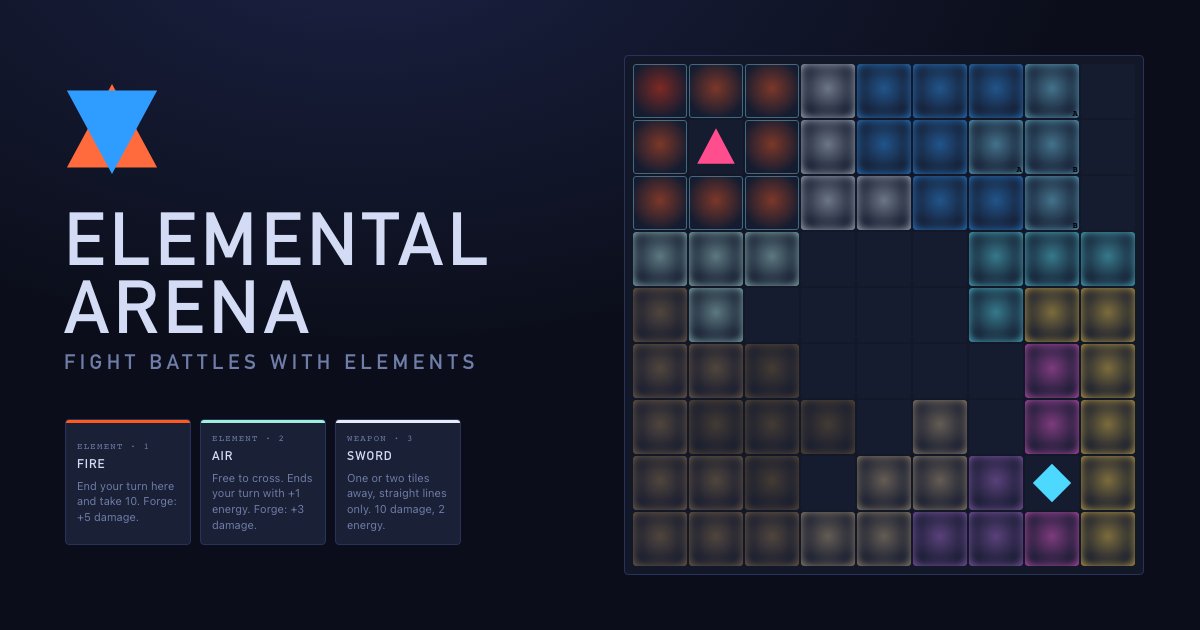 ELEMENTAL
ARENA
FIGHT BATTLES WITH ELEMENTS
ELEMENT · 1
FIRE
End your turn here
and take 10. Forge:
+5 damage.
ELEMENT · 2
AIR
Free to cross. Ends
your turn with +1
energy. Forge: +3
damage.
WEAPON · 3
SWORD
One or two tiles
away, straight lines
only. 10 damage, 2
energy.
A
A
B
B